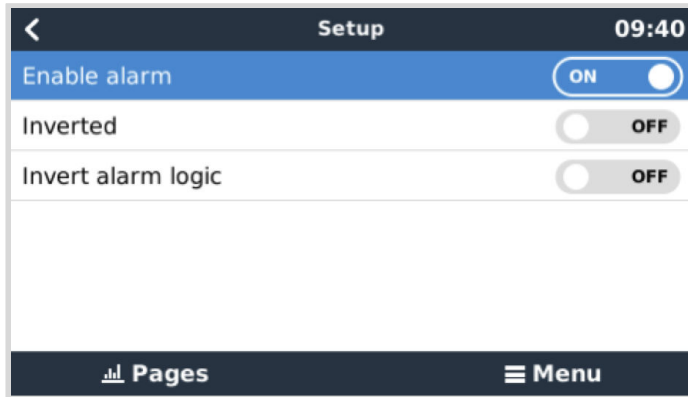 Setup 09:40
Enable alarm ON
Inverted OFF
Invert alarm logic OFF
Pages Menu